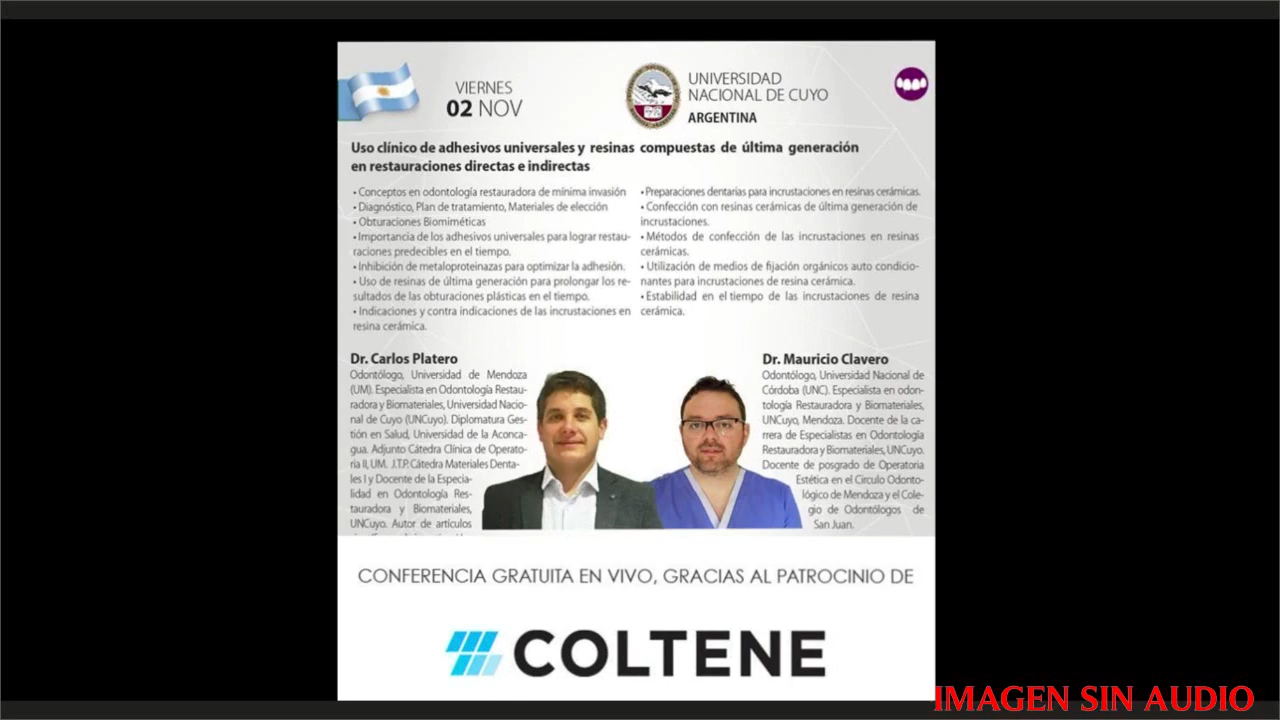 VIERNES
02 NOV
UNIVERSIDAD
NACIONAL DE CUYO
ARGENTINA
Uso clínico de adhesivos universales y resinas compuestas de última generación
en restauraciones directas e indirectas
• Conceptos en odontología restauradora de mínima invasión
• Diagnóstico, Plan de tratamiento, Materiales de elección
• Obturaciones Biomiméticas
• Importancia de los adhesivos universales para lograr restau-
raciones predecibles en el tiempo.
• Inhibición de metaloproteinazas para optimizar la adhesión.
• Uso de resinas de última generación para prolongar los re-
sultados de las obturaciones plásticas en el tiempo.
• Indicaciones y contra indicaciones de las incrustaciones en
resina cerámica.
• Preparaciones dentarias para incrustaciones en resinas cerámicas.
• Confección con resinas cerámicas de última generación de
incrustaciones.
• Métodos de confección de las incrustaciones en resinas
cerámicas.
• Utilización de medios de fijación orgánicos auto condicio-
nantes para incrustaciones de resina cerámica.
• Estabilidad en el tiempo de las incrustaciones de resina
cerámica.
Dr. Carlos Platero
Odontólogo, Universidad de Mendoza
(UM). Especialista en Odontología Restau-
radora y Biomateriales, Universidad Nacio-
nal de Cuyo (UNCuyo). Diplomatura Ges-
tión en Salud, Universidad de la Aconca-
gua. Adjunto Cátedra Clínica de Operato-
ria II, UM. J.T.P. Cátedra Materiales Denta-
les I y Docente de la Especia-
lidad en Odontología Res-
tauradora y Biomateriales,
UNCuyo. Autor de artículos
Dr. Mauricio Clavero
Odontólogo, Universidad Nacional de
Córdoba (UNC). Especialista en odon-
tología Restauradora y Biomateriales,
UNCuyo, Mendoza. Docente de la ca-
rrera de Especialistas en Odontología
Restauradora y Biomateriales, UNCuyo.
Docente de posgrado de Operatoria
Estética en el Circulo Odonto-
lógico de Mendoza y el Cole-
gio de Odontólogos de
San Juan.
CONFERENCIA GRATUITA EN VIVO, GRACIAS AL PATROCINIO DE
COLTENE
IMAGEN SIN AUDIO